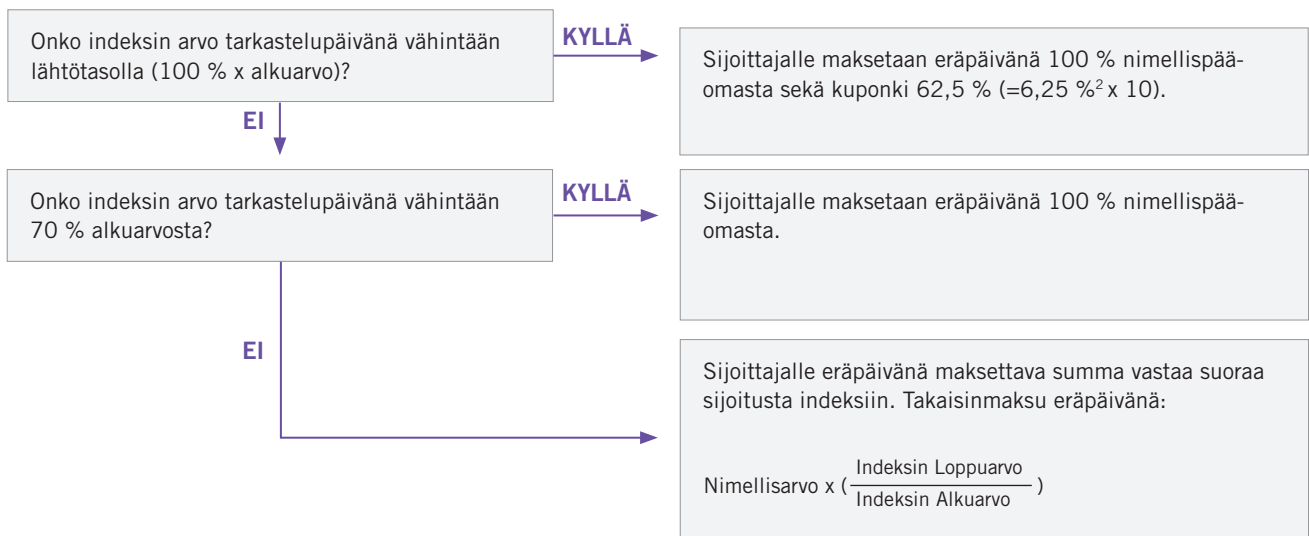 Onko indeksin arvo tarkastelupäivänä vähintään
lähtötasolla (100 % x alkuarvo)?
KYLLÄ
Sijoittajalle maksetaan eräpäivänä 100 % nimellispää-
omasta sekä kuponki 62,5 % (=6,25 %² x 10).
EI
Onko indeksin arvo tarkastelupäivänä vähintään
70 % alkuarvosta?
KYLLÄ
Sijoittajalle maksetaan eräpäivänä 100 % nimellispää-
omasta.
EI
Sijoittajalle eräpäivänä maksettava summa vastaa suoraa
sijoitusta indeksiin. Takaisinmaksu eräpäivänä:
Indeksin Loppuarvo
Nimellisarvo x ( )
Indeksin Alkuarvo